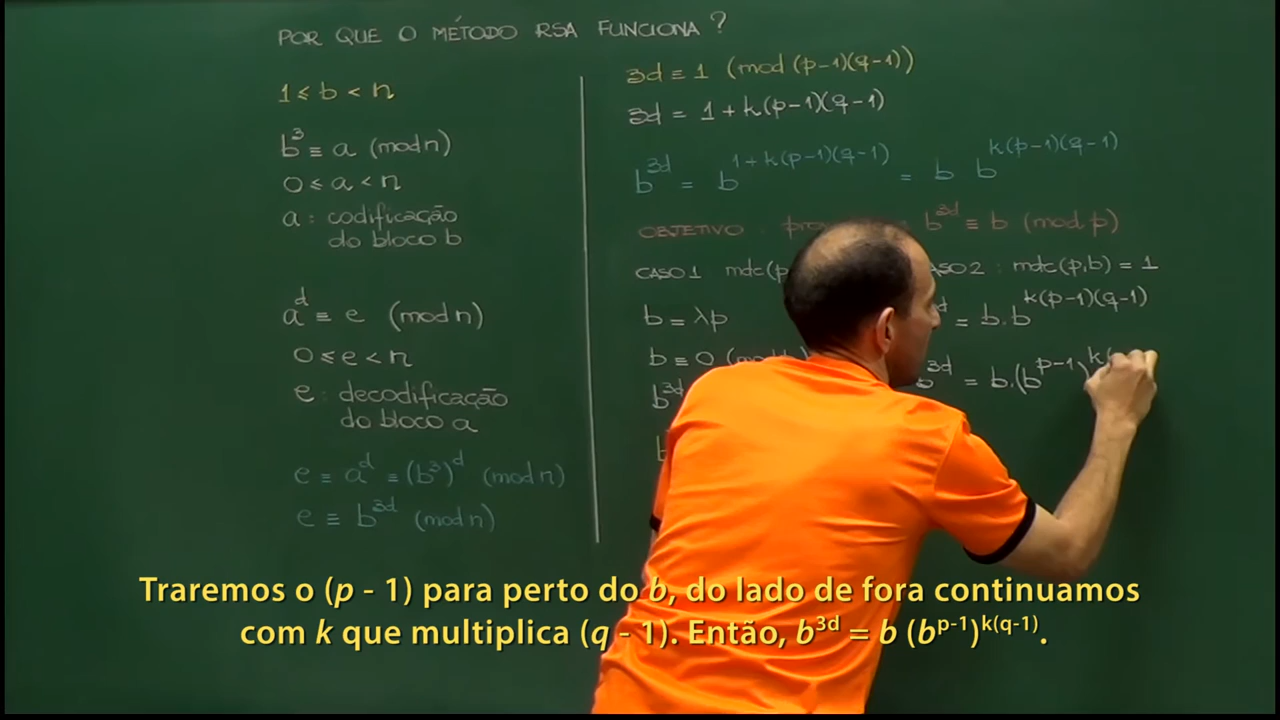 POR QUE O MÉTODO RSA FUNCIONA?
1 ≤ b < n
b³ ≡ a (mod n)
0 ≤ a < n
a : codificação
do bloco b
a^d ≡ e (mod n)
0 ≤ e < n
e : decodificação
do bloco a
e ≡ a^d ≡ (b³)^d (mod n)
e ≡ b^3d (mod n)
3d ≡ 1 (mod (p-1)(q-1))
3d = 1 + k(p-1)(q-1)
b^3d = b^1+k(p-1)(q-1) = b b^k(p-1)(q-1)
OBJETIVO : b^3d ≡ b (mod p)
CASO 1 mdc(p
b = λp
b ≡ 0
b^3d
2 : mdc(p,b) = 1
= b.b^k(p-1)(q-1)
b^3d = b.(b^p-1)^k(
Traremos o (p - 1) para perto do b, do lado de fora continuamos
com k que multiplica (q - 1). Então, b^3d = b (b^p-1)^k(q-1).